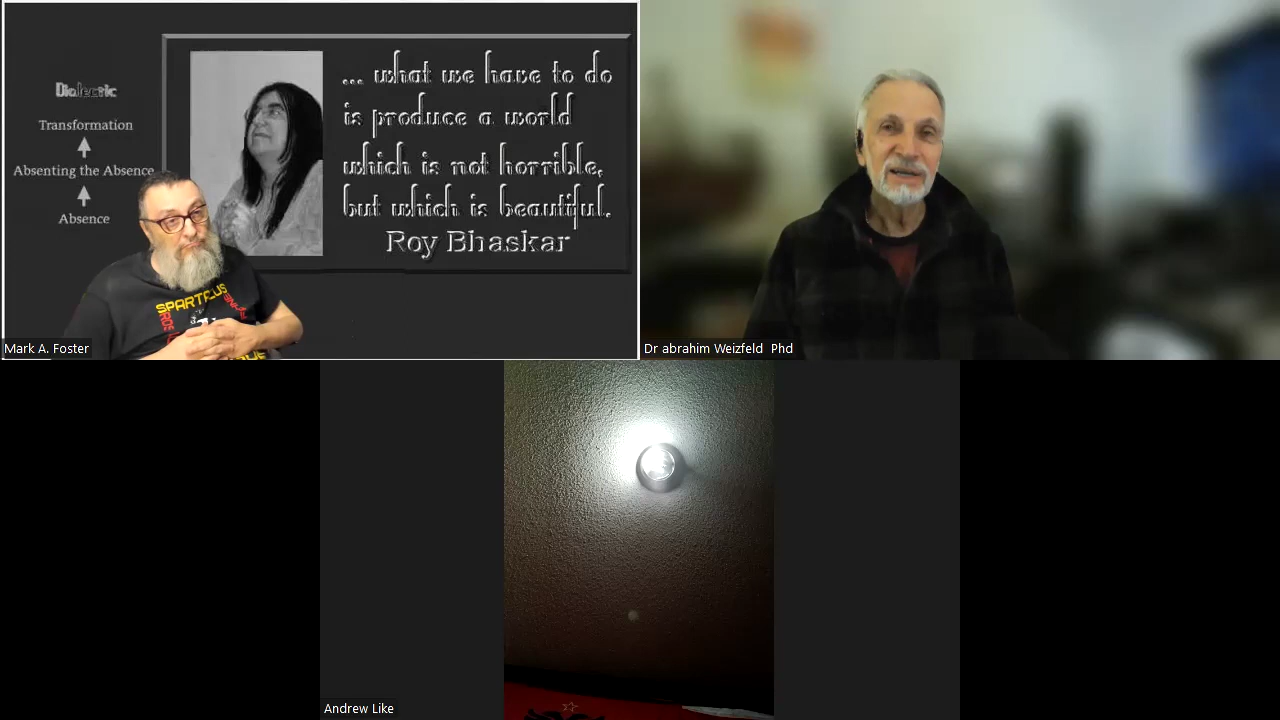 Dialectic
Transformation
Absenting the Absence
Absence
... what we have to do
is produce a world
which is not horrible,
but which is beautiful.
Roy Bhaskar
SPARTACUS
Mark A. Foster
Dr abrahim Weizfeld Phd
Andrew Like